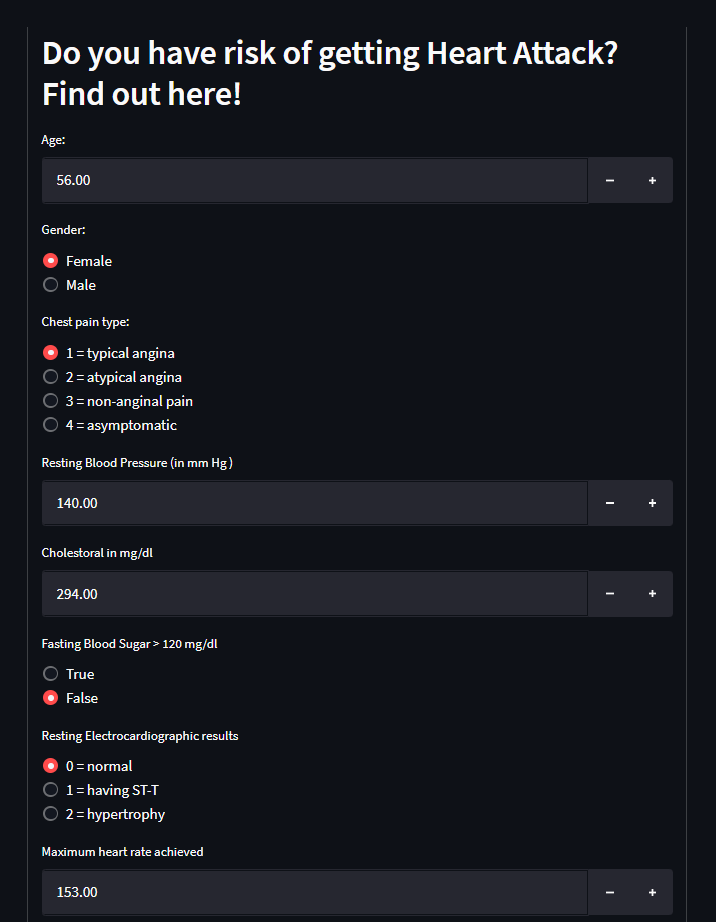 Do you have risk of getting Heart Attack?
Find out here!
Age:
56.00
Gender:
Female
Male
Chest pain type:
1 = typical angina
2 = atypical angina
3 = non-anginal pain
4 = asymptomatic
Resting Blood Pressure (in mm Hg )
140.00
Cholestoral in mg/dl
294.00
Fasting Blood Sugar > 120 mg/dl
True
False
Resting Electrocardiographic results
0 = normal
1 = having ST-T
2 = hypertrophy
Maximum heart rate achieved
153.00